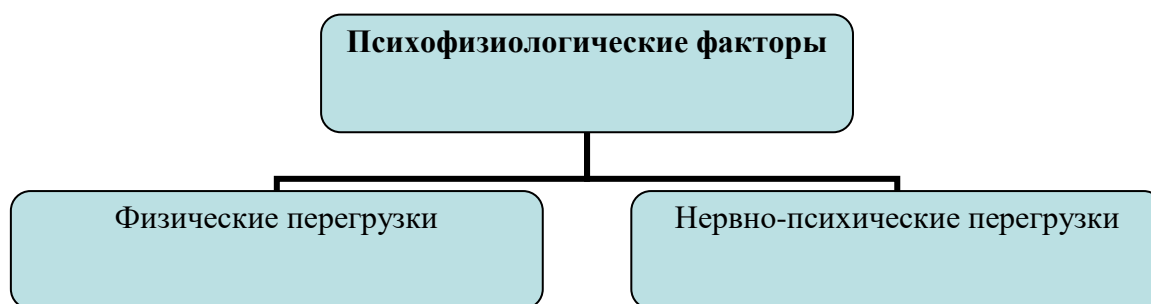 Психофизиологические факторы
Физические перегрузки
Нервно-психические перегрузки